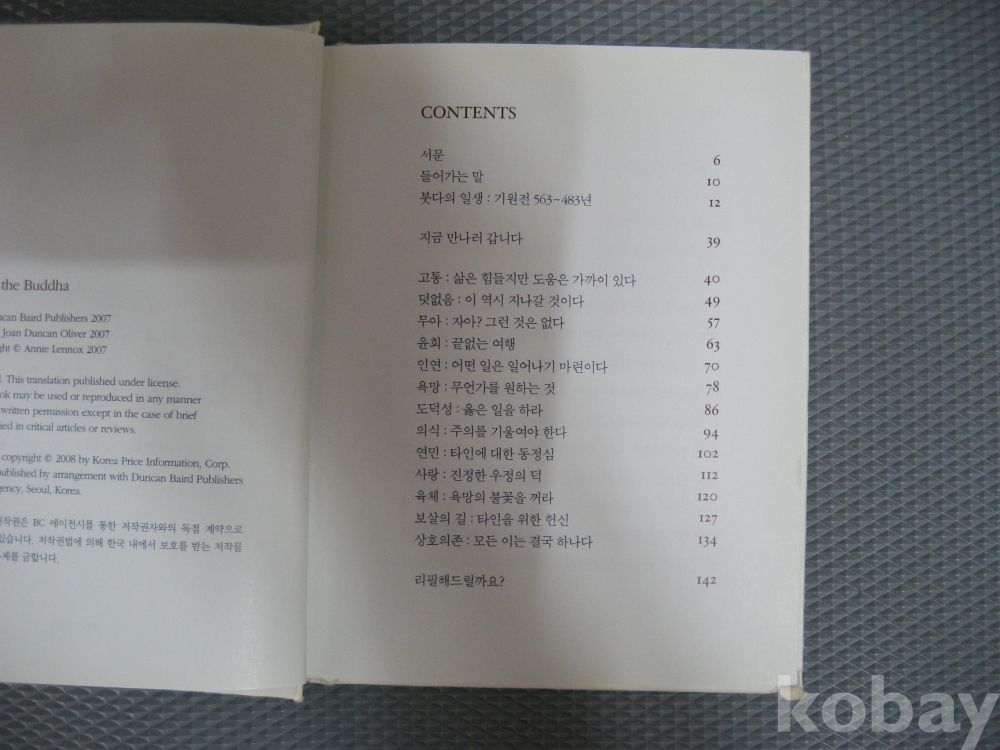 the Buddha
can Baird Publishers 2007
Joan Duncan Oliver 2007
ght © Annie Lennox 2007
. This translation published under license.
ok may be used or reproduced in any manner
written permission except in the case of brief
ied in critical articles or reviews.
copyright © 2008 by Korea Price Information, Corp.
published by arrangement with Duncan Baird Publishers
gency, Seoul, Korea.
저작권은 BC 에이전시를 통한 저작권자와의 독점 계약으로
있습니다. 저작권법에 의해 한국 내에서 보호를 받는 저작물
복제를 금합니다.
CONTENTS
서문 6
들어가는 말 10
붓다의 일생 : 기원전 563~483년 12
지금 만나러 갑니다 39
고통 : 삶은 힘들지만 도움은 가까이 있다 40
덧없음 : 이 역시 지나갈 것이다 49
무아 : 자아? 그런 것은 없다 57
윤회 : 끝없는 여행 63
인연 : 어떤 일은 일어나기 마련이다 70
욕망 : 무언가를 원하는 것 78
도덕성 : 옳은 일을 하라 86
의식 : 주의를 기울여야 한다 94
연민 : 타인에 대한 동정심 102
사랑 : 진정한 우정의 덕 112
육체 : 욕망의 불꽃을 꺼라 120
보살의 길 : 타인을 위한 헌신 127
상호의존 : 모든 이는 결국 하나다 134
리필해드릴까요? 142
kobay